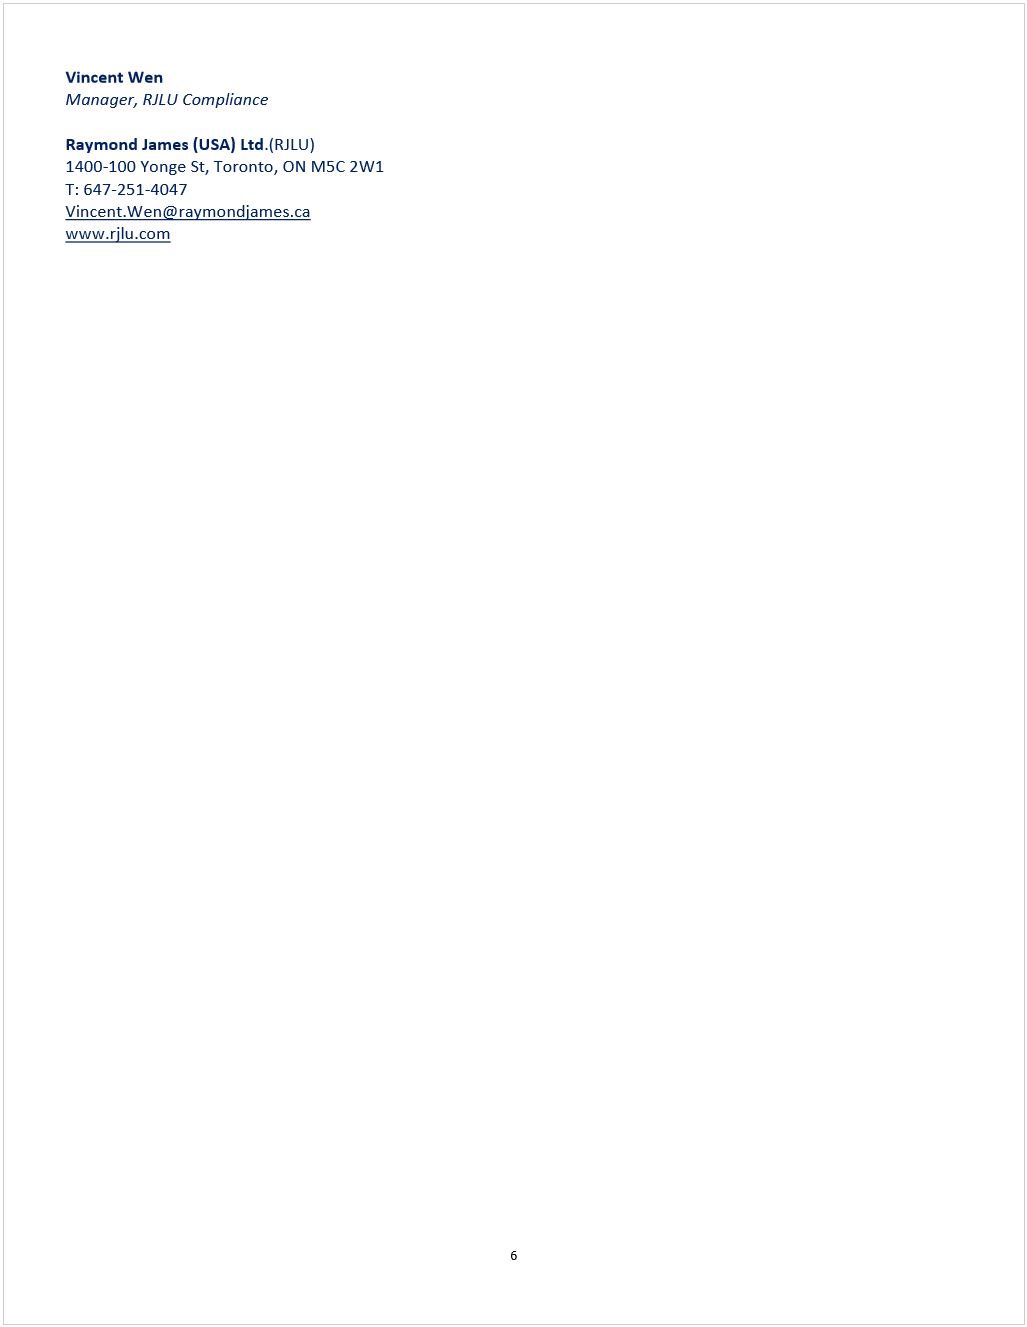 Vincent Wen
Manager, RJLU Compliance
Raymond James (USA) Ltd.(RJLU)
1400-100 Yonge St, Toronto, ON M5C 2W1
T: 647-251-4047
Vincent.Wen@raymondjames.ca
www.rjlu.com
6